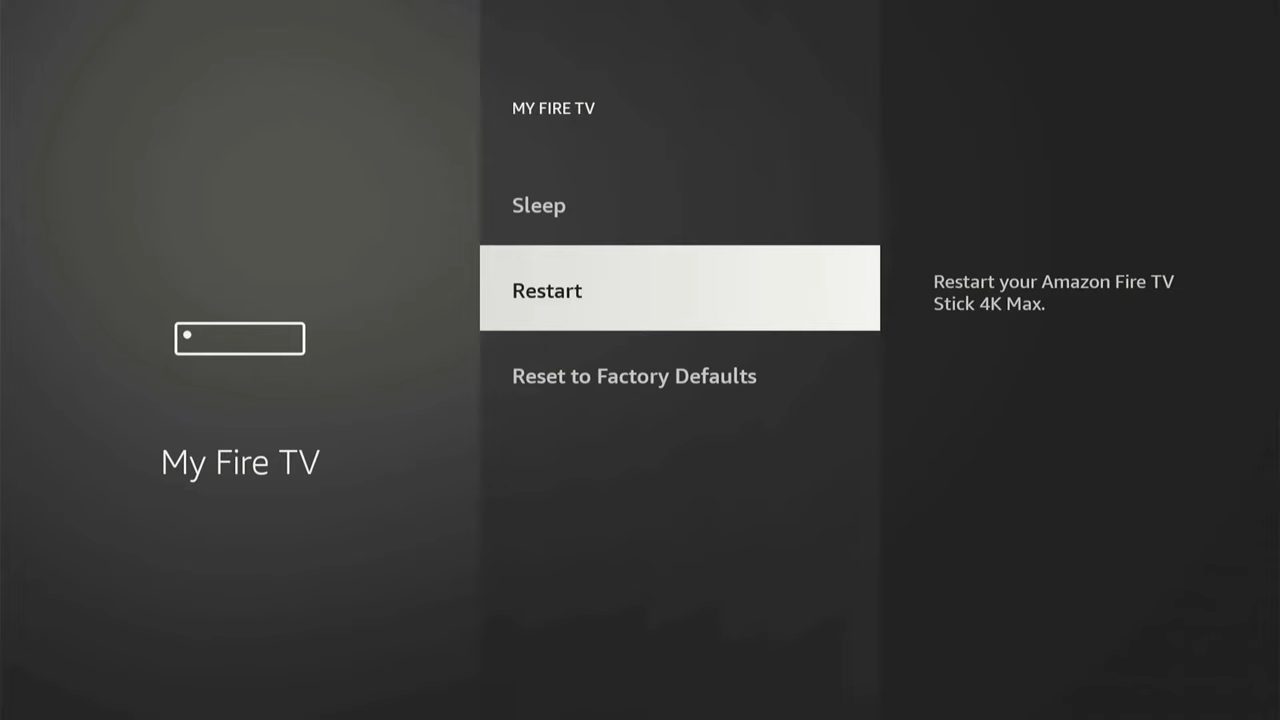 MY FIRE TV
Sleep
Restart
Reset to Factory Defaults
My Fire TV
Restart your Amazon Fire TV
Stick 4K Max.